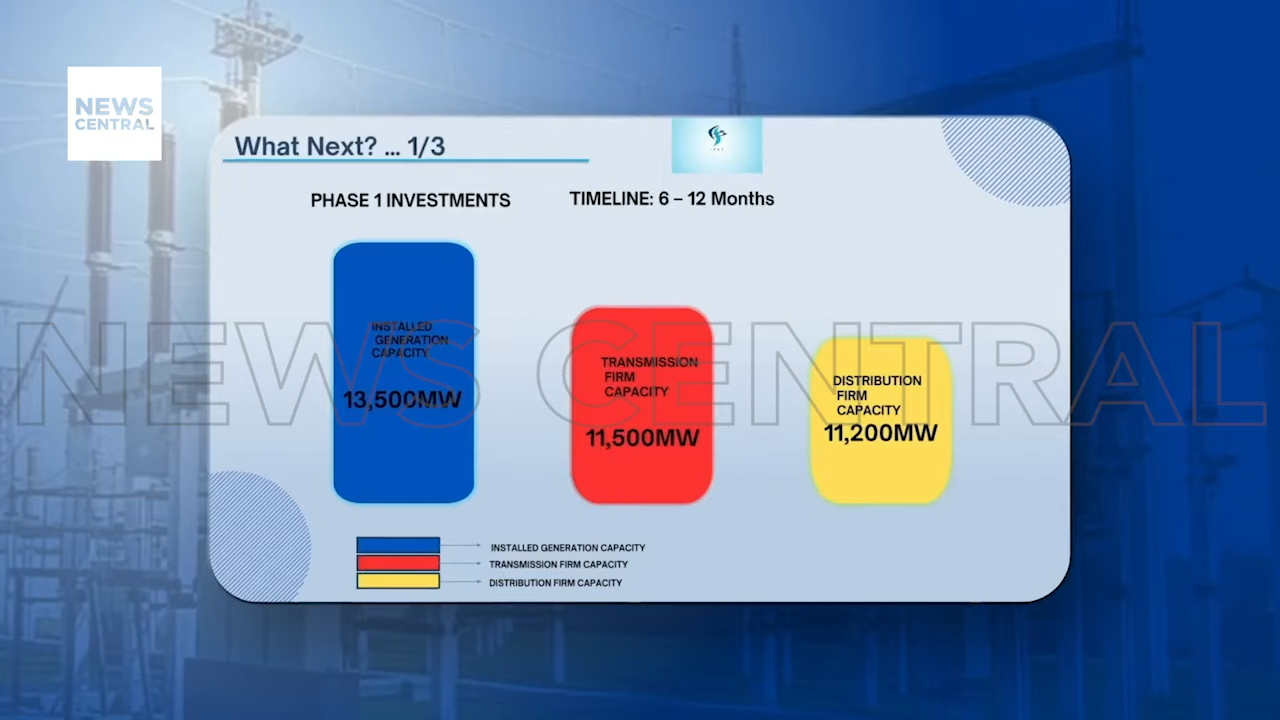 NEWS
CENTRAL
What Next? ... 1/3
PHASE 1 INVESTMENTS
TIMELINE: 6 – 12 Months
INSTALLED
GENERATION
CAPACITY
13,500MW
TRANSMISSION
FIRM
CAPACITY
11,500MW
DISTRIBUTION
FIRM
CAPACITY
11,200MW
NEWS CENTRAL
INSTALLED GENERATION CAPACITY
TRANSMISSION FIRM CAPACITY
DISTRIBUTION FIRM CAPACITY